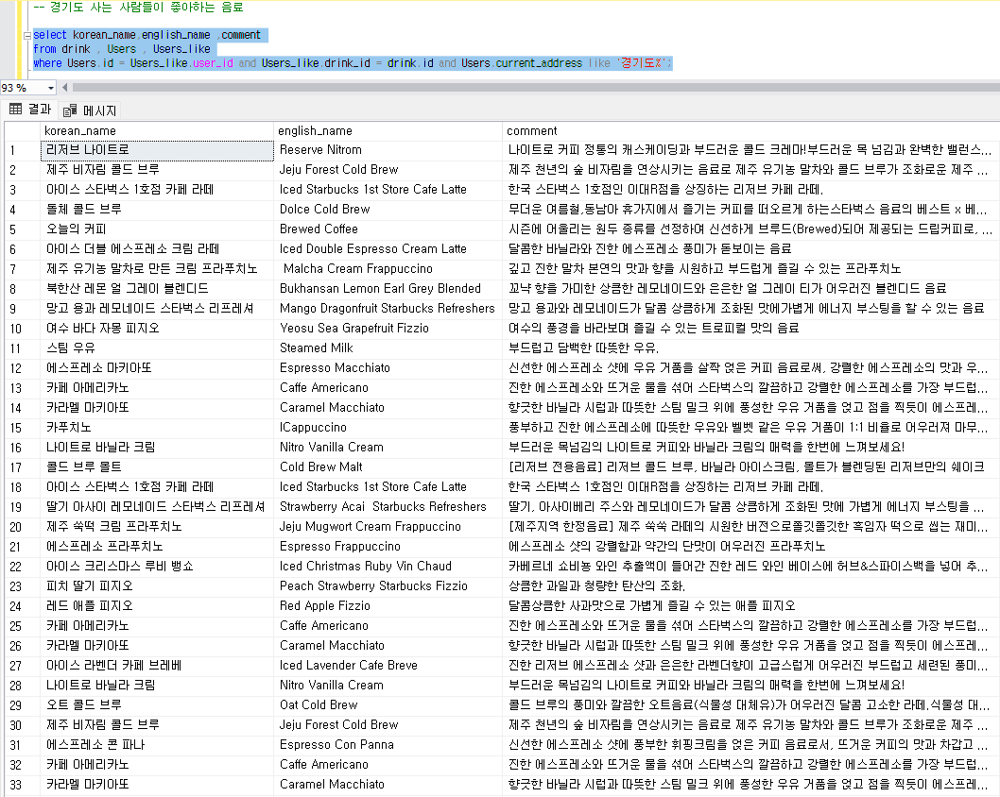 -- 경기도 사는 사람들이 좋아하는 음료
select korean_name,english_name ,comment
from drink , Users , Users_like
where Users.id = Users_like.user_id and Users_like.drink_id = drink.id and Users.current_address like '경기도%';
93 %
결과 메시지
korean_name english_name comment
1 리저브 나이트로 Reserve Nitrom 나이트로 커피 정통의 캐스케이딩과 부드러운 콜드 크레마!부드러운 목 넘김과 완벽한 밸런스...
2 제주 비자림 콜드 브루 Jeju Forest Cold Brew 제주 천년의 숲 비자림을 연상시키는 음료로 제주 유기농 말차와 콜드 브루가 조화로운 제주 ...
3 아이스 스타벅스 1호점 카페 라떼 Iced Starbucks 1st Store Cafe Latte 한국 스타벅스 1호점인 이대R점을 상징하는 리저브 카페 라떼.
4 돌체 콜드 브루 Dolce Cold Brew 무더운 여름철,동남아 휴가지에서 즐기는 커피를 떠오르게 하는스타벅스 음료의 베스트 x 베...
5 오늘의 커피 Brewed Coffee 시즌에 어울리는 원두 종류를 선정하며 신선하게 브루드(Brewed)되어 제공되는 드립커피로, ...
6 아이스 더블 에스프레소 크림 라떼 Iced Double Espresso Cream Latte 달콤한 바닐라와 진한 에스프레소 풍미가 돋보이는 음료
7 제주 유기농 말차로 만든 크림 프라푸치노 Malcha Cream Frappuccino 깊고 진한 말차 본연의 맛과 향을 시원하고 부드럽게 즐길 수 있는 프라푸치노
8 북한산 레몬 얼 그레이 블렌디드 Bukhansan Lemon Earl Grey Blended 꼬냑 향을 가미한 상큼한 레모네이드와 은은한 얼 그레이 티가 어우러진 블렌디드 음료
9 망고 용과 레모네이드 스타벅스 리프레셔 Mango Dragonfruit Starbucks Refreshers 망고 용과와 레모네이드가 달콤 상큼하게 조화된 맛에가볍게 에너지 부스팅을 할 수 있는 음료
10 여수 바다 자몽 피지오 Yeosu Sea Grapefruit Fizzio 여수의 풍경을 바라보며 즐길 수 있는 트로피컬 맛의 음료
11 스팀 우유 Steamed Milk 부드럽고 담백한 따뜻한 우유.
12 에스프레소 마키아또 Espresso Macchiato 신선한 에스프레소 샷에 우유 거품을 살짝 얹은 커피 음료로써, 강렬한 에스프레소의 맛과 우...
13 카페 아메리카노 Caffe Americano 진한 에스프레소와 뜨거운 물을 섞어 스타벅스의 깔끔하고 강렬한 에스프레소를 가장 부드럽...
14 카라멜 마키아또 Caramel Macchiato 향긋한 바닐라 시럽과 따뜻한 스팀 밀크 위에 풍성한 우유 거품을 얹고 점을 찍듯이 에스프레...
15 카푸치노 lCappuccino 풍부하고 진한 에스프레소에 따뜻한 우유와 벨벳 같은 우유 거품이 1:1 비율로 어우러져 마무...
16 나이트로 바닐라 크림 Nitro Vanilla Cream 부드러운 목넘김의 나이트로 커피와 바닐라 크림의 매력을 한번에 느껴보세요!
17 콜드 브루 몰트 Cold Brew Malt [리저브 전용음료] 리저브 콜드 브루, 바닐라 아이스크림, 몰트가 블렌딩된 리저브만의 쉐이크
18 아이스 스타벅스 1호점 카페 라떼 Iced Starbucks 1st Store Cafe Latte 한국 스타벅스 1호점인 이대R점을 상징하는 리저브 카페 라떼.
19 딸기 아사이 레모네이드 스타벅스 리프레셔 Strawberry Acai Starbucks Refreshers 딸기, 아사이베리 주스와 레모네이드가 달콤 상큼하게 조화된 맛에 가볍게 에너지 부스팅을 ...
20 제주 쑥떡 크림 프라푸치노 Jeju Mugwort Cream Frappuccino [제주지역 한정음료] 제주 쑥쑥 라떼의 시원한 버전으로쫄깃쫄깃한 흑임자 떡으로 씹는 재미...
21 에스프레소 프라푸치노 Espresso Frappuccino 에스프레소 샷의 강렬함과 약간의 단맛이 어우러진 프라푸치노
22 아이스 크리스마스 루비 뱅쇼 Iced Christmas Ruby Vin Chaud 카베르네 쇼비뇽 와인 추출액이 들어간 진한 레드 와인 베이스에 허브&스파이스백을 넣어 추...
23 피치 딸기 피지오 Peach Strawberry Starbucks Fizzio 상큼한 과일과 청량한 탄산의 조화.
24 레드 애플 피지오 Red Apple Fizzio 달콤상큼한 사과맛으로 가볍게 즐길 수 있는 애플 피지오
25 카페 아메리카노 Caffe Americano 진한 에스프레소와 뜨거운 물을 섞어 스타벅스의 깔끔하고 강렬한 에스프레소를 가장 부드럽...
26 카라멜 마키아또 Caramel Macchiato 향긋한 바닐라 시럽과 따뜻한 스팀 밀크 위에 풍성한 우유 거품을 얹고 점을 찍듯이 에스프레...
27 아이스 라벤더 카페 브레베 Iced Lavender Cafe Breve 진한 리저브 에스프레소 샷과 은은한 라벤더향이 고급스럽게 어우러진 부드럽고 세련된 풍미...
28 나이트로 바닐라 크림 Nitro Vanilla Cream 부드러운 목넘김의 나이트로 커피와 바닐라 크림의 매력을 한번에 느껴보세요!
29 오트 콜드 브루 Oat Cold Brew 콜드 브루의 풍미와 깔끔한 오트음료(식물성 대체유)가 어우러진 달콤 고소한 라떼.식물성 대...
30 제주 비자림 콜드 브루 Jeju Forest Cold Brew 제주 천년의 숲 비자림을 연상시키는 음료로 제주 유기농 말차와 콜드 브루가 조화로운 제주 ...
31 에스프레소 콘 파나 Espresso Con Panna 신선한 에스프레소 샷에 풍부한 휘핑크림을 얹은 커피 음료로서, 뜨거운 커피의 맛과 차갑고 ...
32 카페 아메리카노 Caffe Americano 진한 에스프레소와 뜨거운 물을 섞어 스타벅스의 깔끔하고 강렬한 에스프레소를 가장 부드럽...
33 카라멜 마키아또 Caramel Macchiato 향긋한 바닐라 시럽과 따뜻한 스팀 밀크 위에 풍성한 우유 거품을 얹고 점을 찍듯이 에스프레...